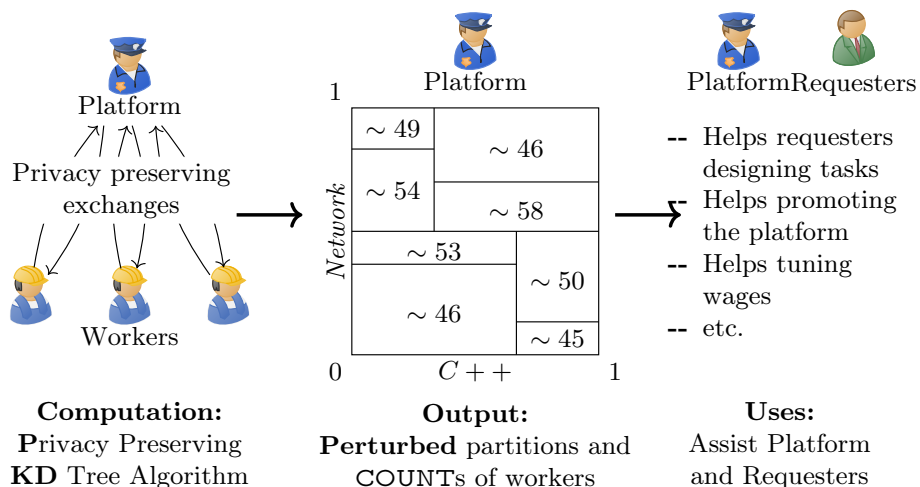 Platform
Privacy preserving
exchanges
Workers
Platform
1
Network
∼ 49
∼ 46
∼ 54
∼ 58
∼ 53
∼ 50
∼ 46
∼ 45
0
C + +
1
Platform
Requesters
-- Helps requesters
designing tasks
-- Helps promoting
the platform
-- Helps tuning
wages
-- etc.
Computation:
Privacy Preserving
KD Tree Algorithm
Output:
Perturbed partitions and
COUNTs of workers
Uses:
Assist Platform
and Requesters